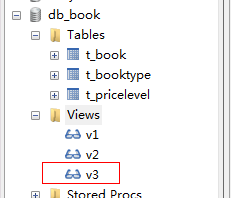 db_book
Tables
t_book
t_booktype
t_pricelevel
Views
v1
v2
v3
Stored Procs